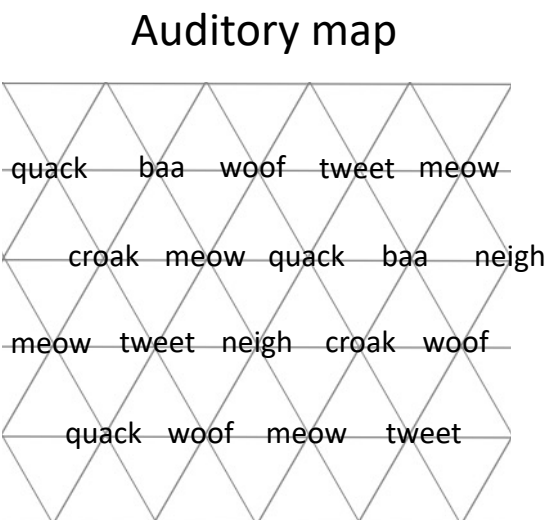 Auditory map
quack baa woof tweet meow
croak meow quack baa neigh
meow tweet neigh croak woof
quack woof meow tweet